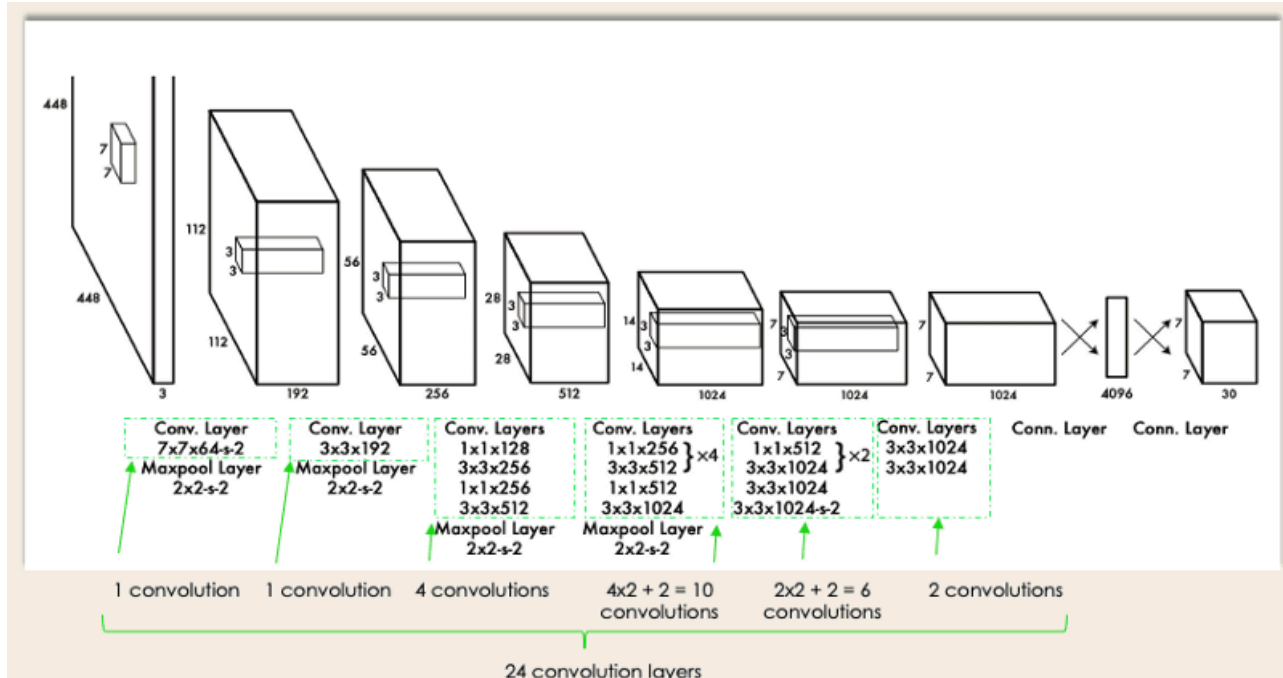 448
7
7
448
3
112
3
3
112
192
56
3
3
56
256
28
3
3
28
512
14
3
3
14
1024
7
3
3
7
1024
7
7
1024
4096
7
7
30
Conv. Layer
7x7x64-s-2
Maxpool Layer
2x2-s-2
Conv. Layer
3x3x192
Maxpool Layer
2x2-s-2
Conv. Layers
1x1x128
3x3x256
1x1x256
3x3x512
Maxpool Layer
2x2-s-2
Conv. Layers
1x1x256
3x3x512 } ×4
1x1x512
3x3x1024
Maxpool Layer
2x2-s-2
Conv. Layers
1x1x512
3x3x1024 } ×2
3x3x1024
3x3x1024-s-2
Conv. Layers
3x3x1024
3x3x1024
Conn. Layer
Conn. Layer
1 convolution
1 convolution
4 convolutions
4x2 + 2 = 10
convolutions
2x2 + 2 = 6
convolutions
2 convolutions
24 convolution layers